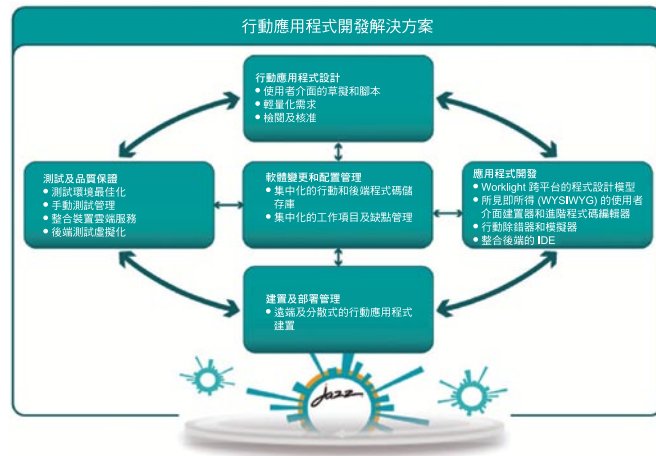 行動應用程式開發解決方案
行動應用程式設計
• 使用者介面的草擬和腳本
• 輕量化需求
• 檢閱及核准
測試及品質保證
• 測試環境最佳化
• 手動測試管理
• 整合裝置雲端服務
• 後端測試虛擬化
軟體變更和配置管理
• 集中化的行動和後端程式碼儲
存庫
• 集中化的工作項目及缺點管理
應用程式開發
• Worklight 跨平台的程式設計模型
• 所見即所得 (WYSIWYG) 的使用者
介面建置器和進階程式碼編輯器
• 行動除錯器和模擬器
• 整合後端的 IDE
建置及部署管理
• 遠端及分散式的行動應用程式
建置
Jazz